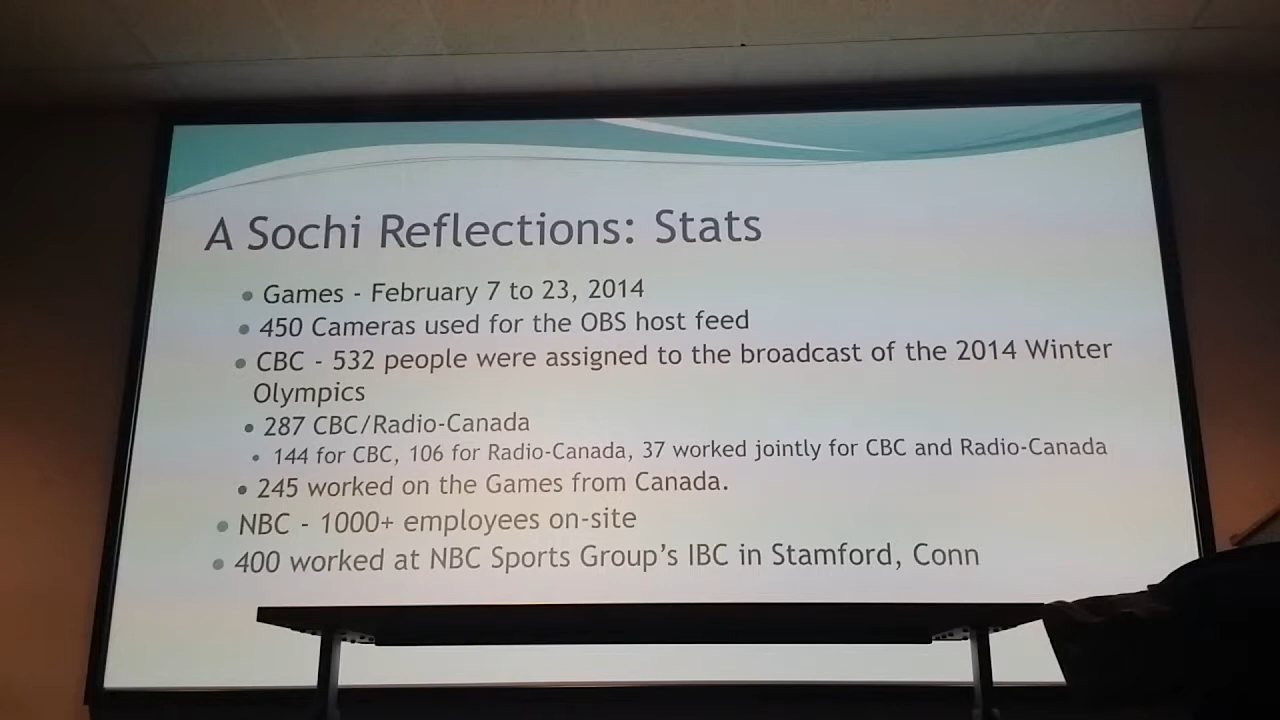 A Sochi Reflections: Stats
• Games - February 7 to 23, 2014
• 450 Cameras used for the OBS host feed
• CBC - 532 people were assigned to the broadcast of the 2014 Winter
Olympics
• 287 CBC/Radio-Canada
• 144 for CBC, 106 for Radio-Canada, 37 worked jointly for CBC and Radio-Canada
• 245 worked on the Games from Canada.
• NBC - 1000+ employees on-site
• 400 worked at NBC Sports Group's IBC in Stamford, Conn